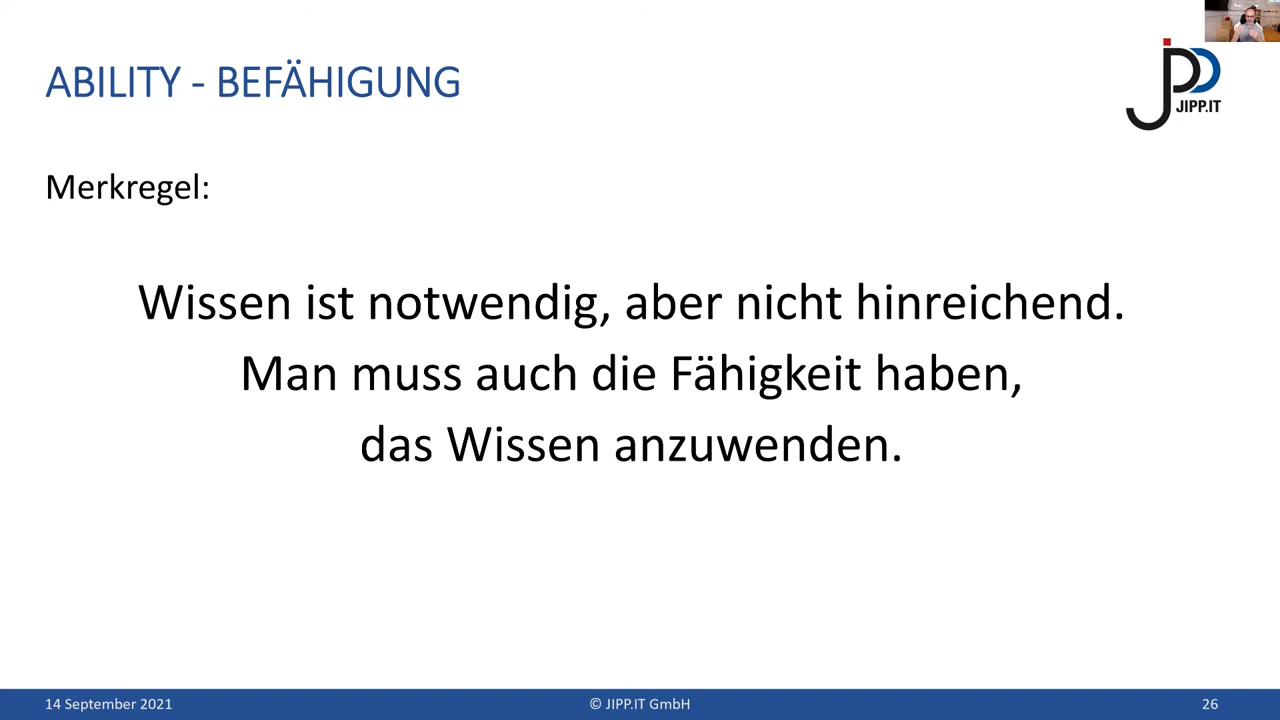 ABILITY - BEFÄHIGUNG
JIPP.IT
Merkregel:
Wissen ist notwendig, aber nicht hinreichend.
Man muss auch die Fähigkeit haben,
das Wissen anzuwenden.
14 September 2021
© JIPP.IT GmbH
26